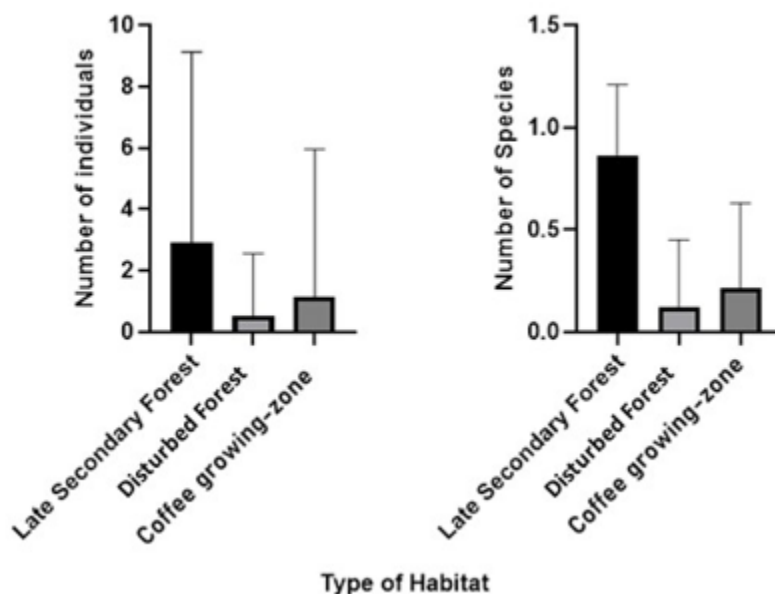 Number of individuals
10
8
6
4
2
0
Late Secondary Forest
Disturbed Forest
Coffee growing-zone
Number of Species
1.5
1.0
0.5
0.0
Late Secondary Forest
Disturbed Forest
Coffee growing-zone
Type of Habitat